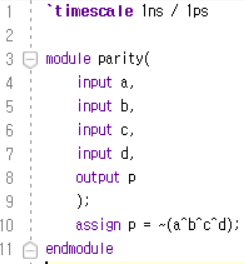 1 `timescale 1ns / 1ps
2
3 module parity(
4 input a,
5 input b,
6 input c,
7 input d,
8 output p
9 );
10 assign p = ~(a^b^c^d);
11 endmodule